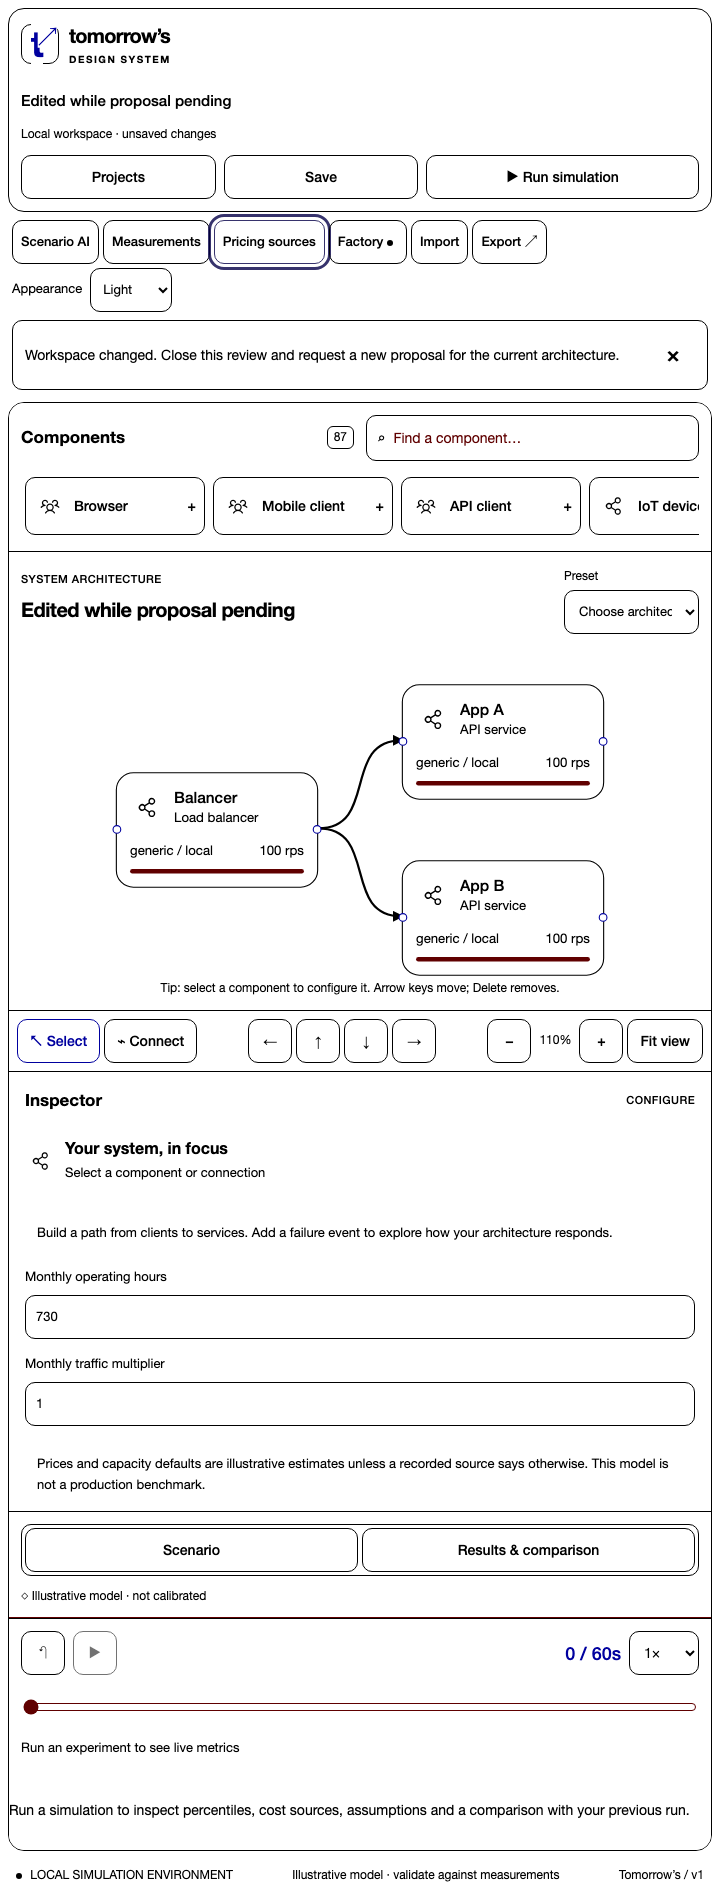 tomorrow's
DESIGN SYSTEM
Edited while proposal pending
Local workspace · unsaved changes
Projects
Save
▶ Run simulation
Scenario AI
Measurements
Pricing sources
Factory ●
Import
Export ↗
Appearance
Light
Workspace changed. Close this review and request a new proposal for the current architecture.
×
Components
87
⌕ Find a component…
Browser +
Mobile client +
API client +
IoT device
SYSTEM ARCHITECTURE
Preset
Edited while proposal pending
Choose architec
App A
API service
generic / local 100 rps
Balancer
Load balancer
generic / local 100 rps
App B
API service
generic / local 100 rps
Tip: select a component to configure it. Arrow keys move; Delete removes.
↖ Select
⌁ Connect
←
↑
↓
→
−
110%
+
Fit view
Inspector
CONFIGURE
Your system, in focus
Select a component or connection
Build a path from clients to services. Add a failure event to explore how your architecture responds.
Monthly operating hours
730
Monthly traffic multiplier
1
Prices and capacity defaults are illustrative estimates unless a recorded source says otherwise. This model is
not a production benchmark.
Scenario
Results & comparison
◇ Illustrative model · not calibrated
0 / 60s
1×
Run an experiment to see live metrics
Run a simulation to inspect percentiles, cost sources, assumptions and a comparison with your previous run.
● LOCAL SIMULATION ENVIRONMENT
Illustrative model · validate against measurements
Tomorrow's / v1